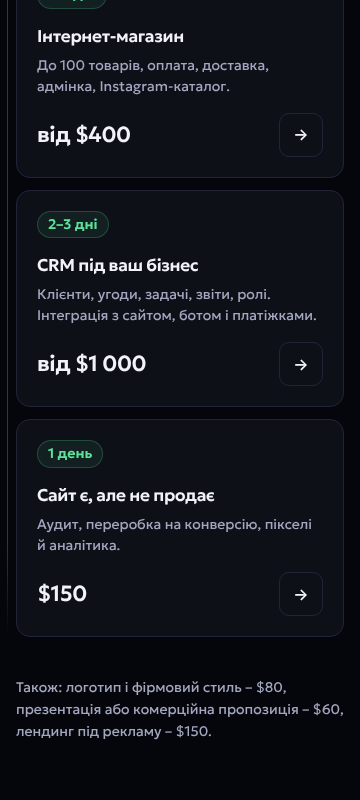 Інтернет-магазин
До 100 товарів, оплата, доставка,
адмінка, Instagram-каталог.
від $400
→
2–3 дні
CRM під ваш бізнес
Клієнти, угоди, задачі, звіти, ролі.
Інтеграція з сайтом, ботом і платіжками.
від $1 000
→
1 день
Сайт є, але не продає
Аудит, переробка на конверсію, пікселі
й аналітика.
$150
→
Також: логотип і фірмовий стиль – $80,
презентація або комерційна пропозиція – $60,
лендинг під рекламу – $150.